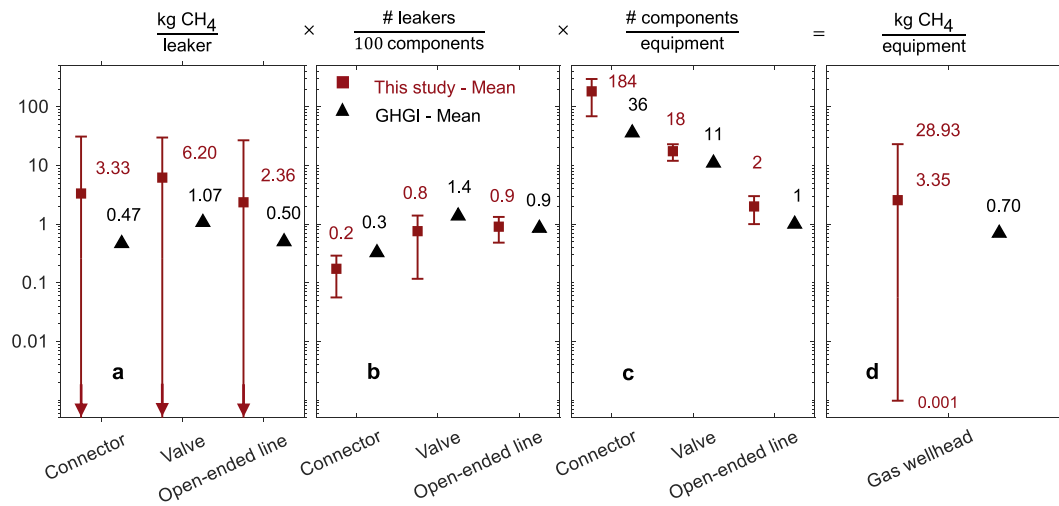 kg CH4 / leaker × # leakers / 100 components × # components / equipment = kg CH4 / equipment
100
10
1
0.1
0.01
3.33
0.47
6.20
1.07
2.36
0.50
a
Connector
Valve
Open-ended line
This study - Mean
GHGI - Mean
0.2
0.3
0.8
1.4
0.9
0.9
b
Connector
Valve
Open-ended line
184
36
18
11
2
1
c
Connector
Valve
Open-ended line
28.93
3.35
0.70
0.001
d
Gas wellhead